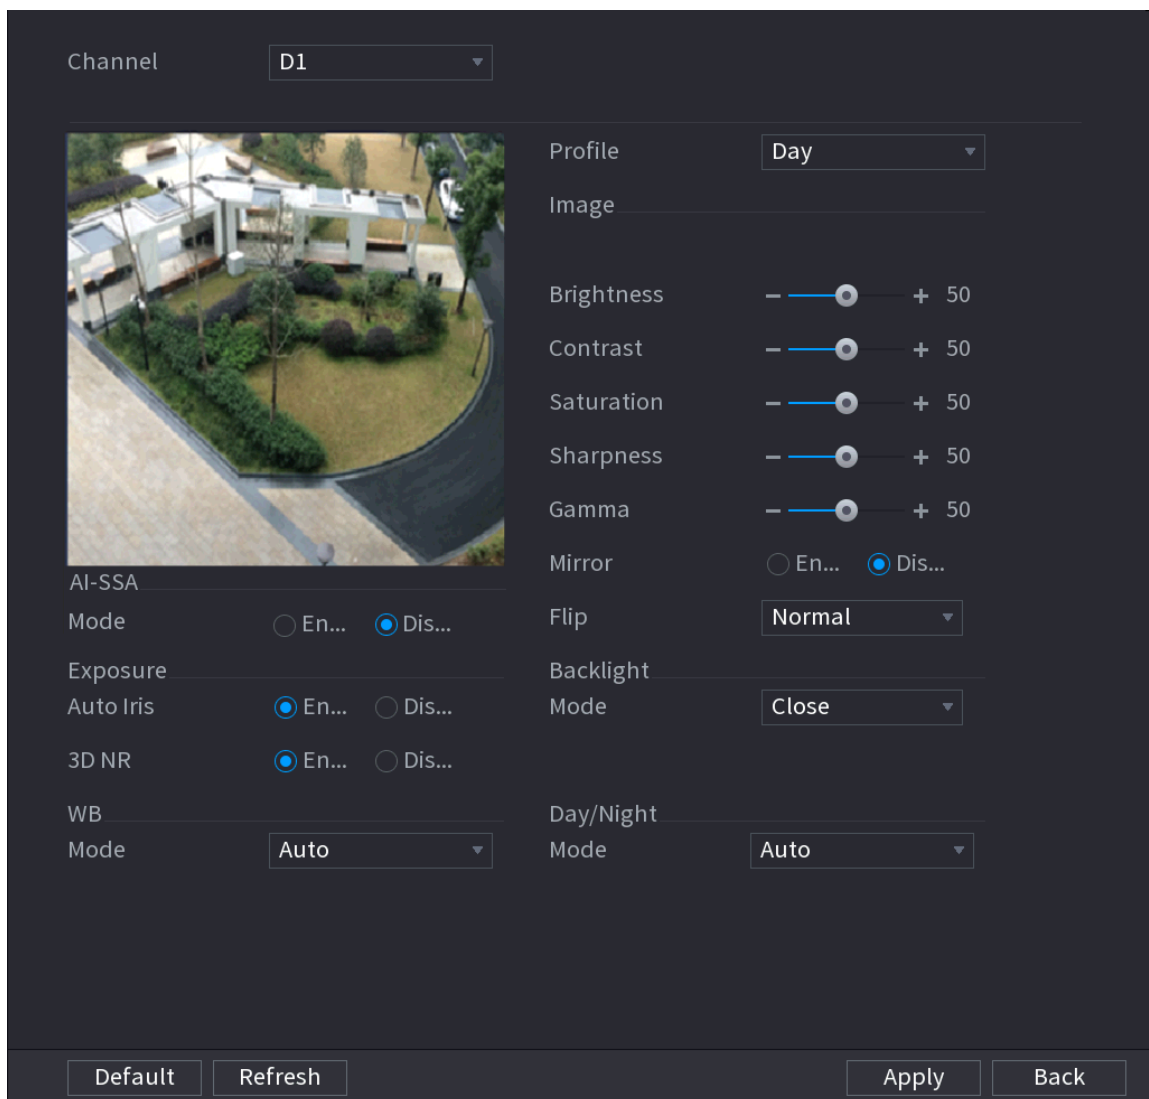 Channel D1
Profile Day
Image
Brightness 50
Contrast 50
Saturation 50
Sharpness 50
Gamma 50
Mirror En... Dis...
Flip Normal
AI-SSA
Mode En... Dis...
Exposure
Auto Iris En... Dis...
3D NR En... Dis...
Backlight
Mode Close
WB
Mode Auto
Day/Night
Mode Auto
Default Refresh Apply Back